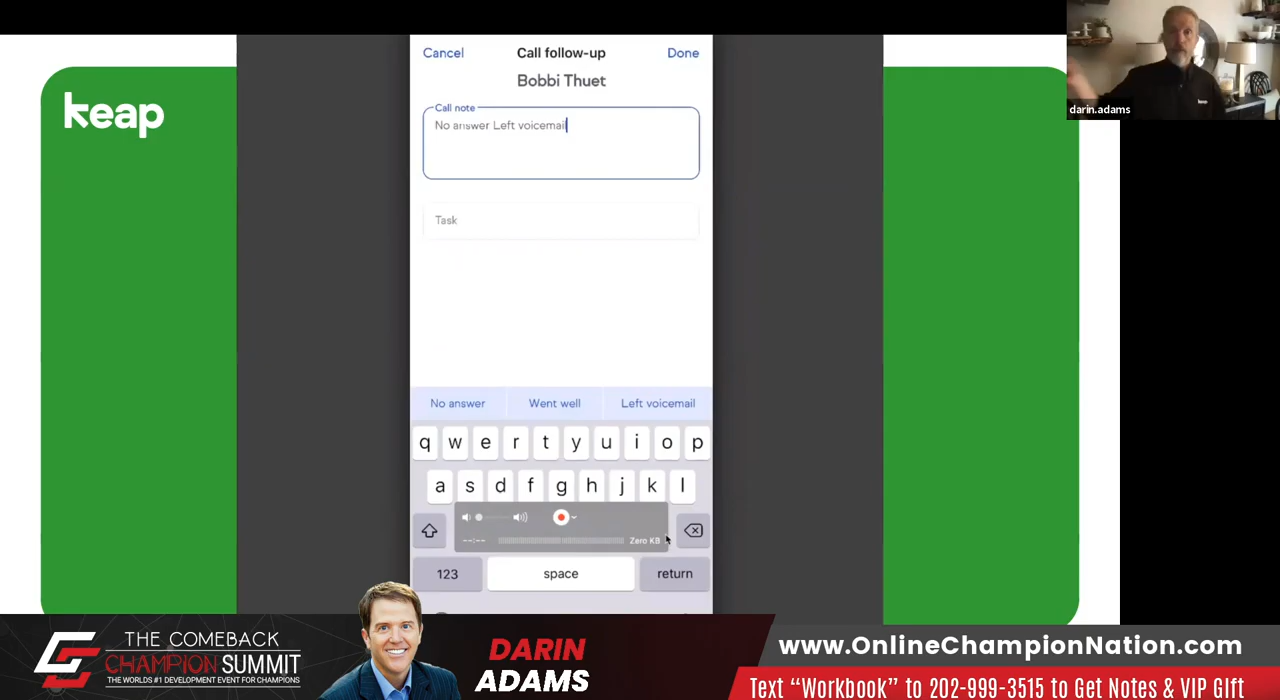 keap
Cancel
Call follow-up
Done
Bobbi Thuet
Call note
No answer Left voicemail
Task
No answer
Went well
Left voicemail
q w e r t y u i o p
a s d f g h j k l
--:--
Zero KB
123
space
return
darin.adams
THE COMEBACK
CHAMPION SUMMIT
THE WORLDS #1 DEVELOPMENT EVENT FOR CHAMPIONS
DARIN
ADAMS
www.OnlineChampionNation.com
Text “Workbook” to 202-999-3515 to Get Notes & VIP GIft